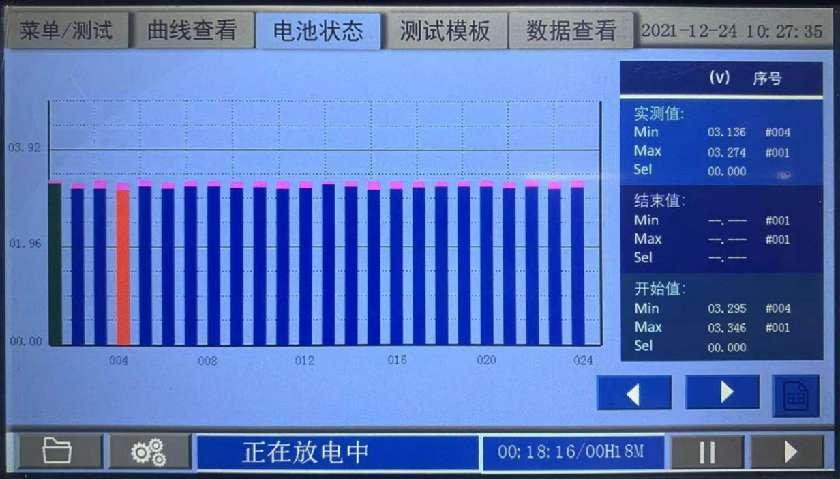 菜单/测试 曲线查看 电池状态 测试模板 数据查看 2021-12-24 10:27:35
(v) 序号
实测值:
Min 03.136 #004
Max 03.274 #001
Sel 00.000
结束值:
Min --.--- #001
Max --.--- #001
Sel --.---
开始值:
Min 03.295 #004
Max 03.346 #001
Sel 00.000
03.92
01.96
00.00
004 008 012 016 020 024
正在放电中 00:18:16/00H18M